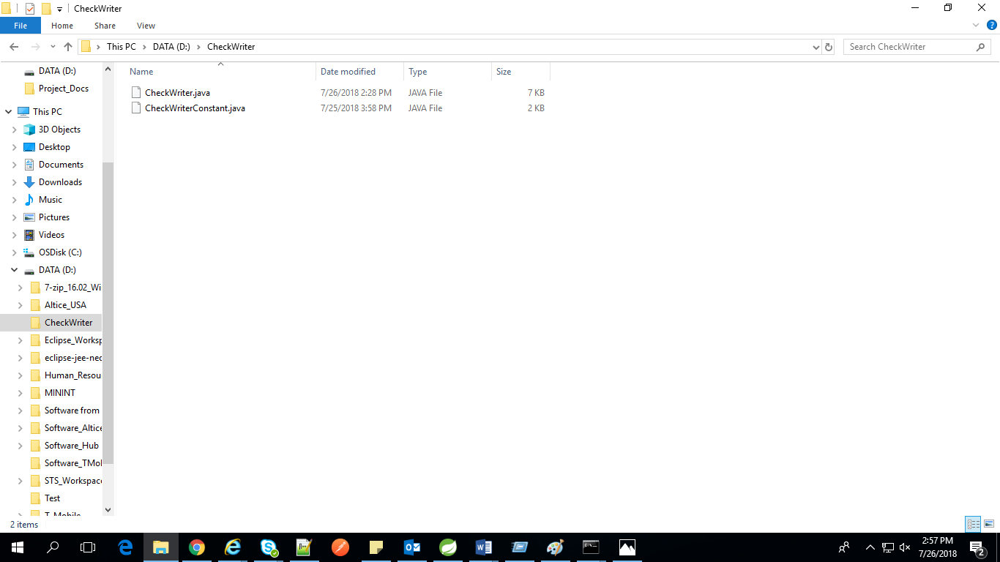 CheckWriter
File Home Share View
This PC DATA (D:) CheckWriter
Search CheckWriter
Name Date modified Type Size
CheckWriter.java 7/26/2018 2:28 PM JAVA File 7 KB
CheckWriterConstant.java 7/25/2018 3:58 PM JAVA File 2 KB
DATA (D:)
Project_Docs
This PC
3D Objects
Desktop
Documents
Downloads
Music
Pictures
Videos
OSDisk (C:)
DATA (D:)
7-zip_16.02_Wi
Altice_USA
CheckWriter
Eclipse_Worksp
eclipse-jee-neo
Human_Resou
MININT
Software from
Software_Altice
Software_Hub
Software_TMol
STS_Workspace
Test
T_Mobile
2 items
2:57 PM
7/26/2018
2